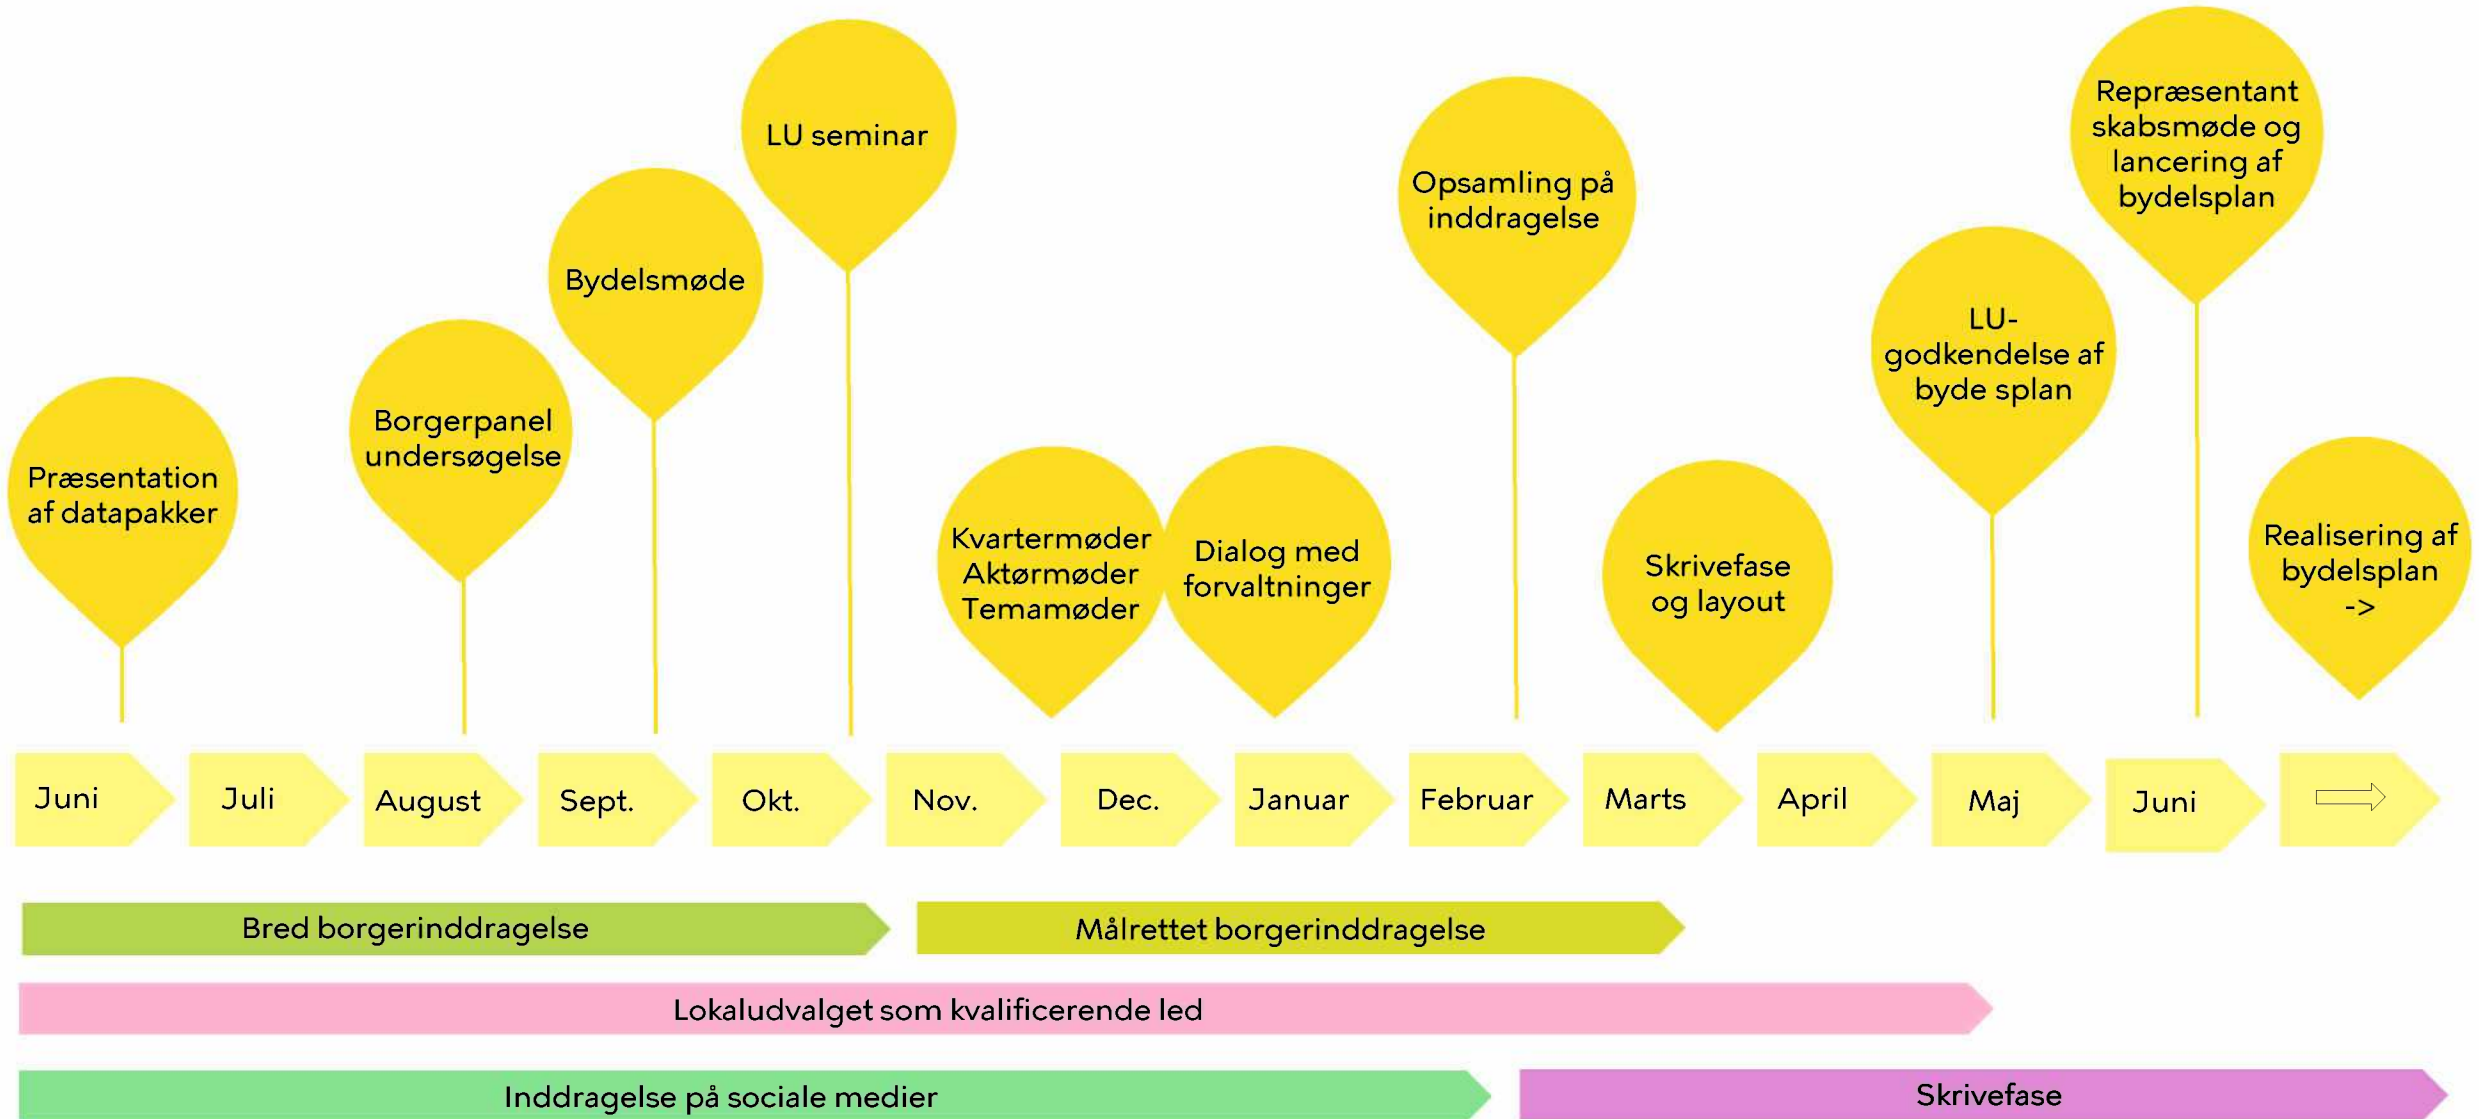 Præsentation
af datapakker
Borgerpanel
undersøgelse
Bydelsmøde
LU seminar
Kvartermøder
Aktørmøder
Temamøder
Dialog med
forvaltninger
Opsamling på
inddragelse
Skrivefase
og layout
LU-
godkendelse af
byde splan
Repræsentant
skabsmøde og
lancering af
bydelsplan
Realisering af
bydelsplan
->
Juni
Juli
August
Sept.
Okt.
Nov.
Dec.
Januar
Februar
Marts
April
Maj
Juni
Bred borgerinddragelse
Målrettet borgerinddragelse
Lokaludvalget som kvalificerende led
Inddragelse på sociale medier
Skrivefase